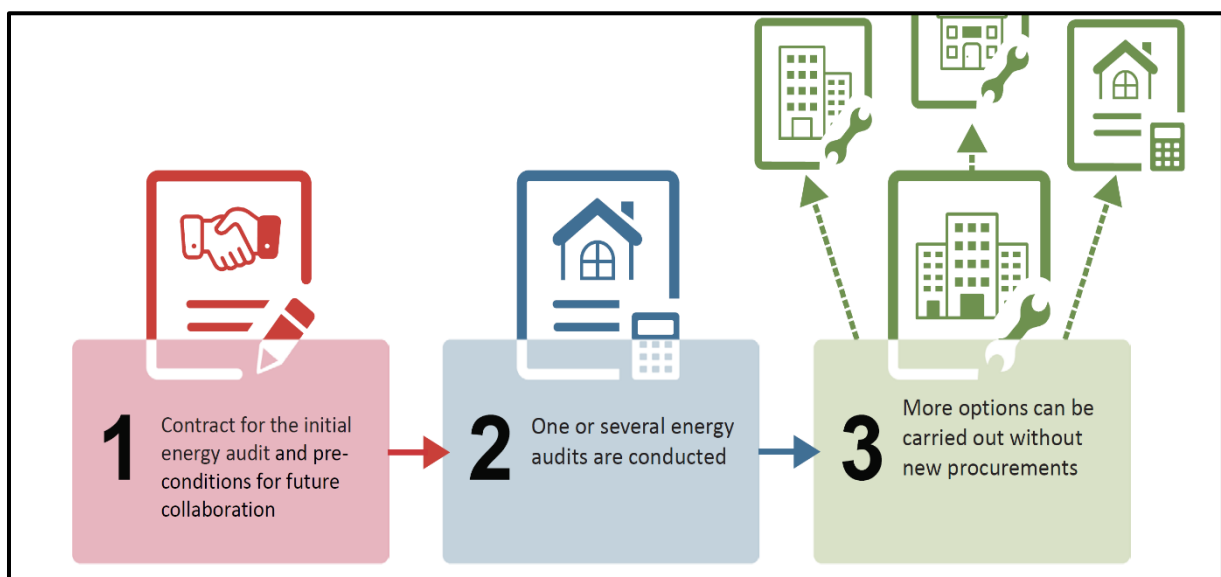 1
Contract for the initial
energy audit and pre-
conditions for future
collaboration
2
One or several energy
audits are conducted
3
More options can be
carried out without
new procurements